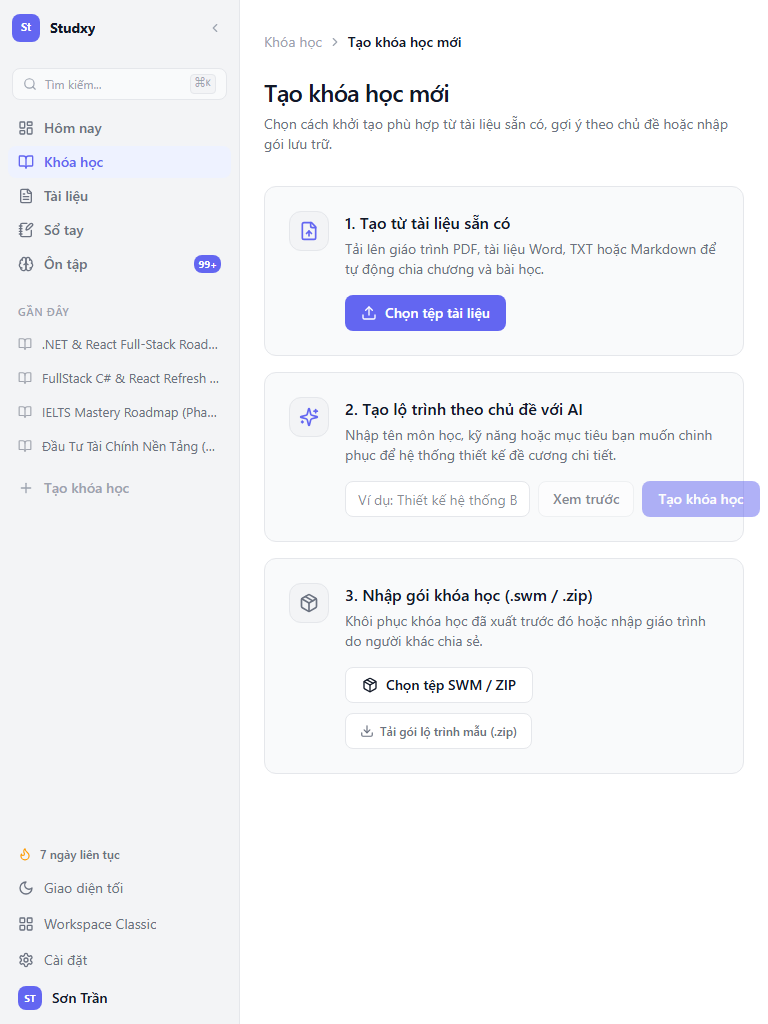 St Studxy
Tìm kiếm... ⌘K
Hôm nay
Khóa học
Tài liệu
Sổ tay
Ôn tập 99+
GẦN ĐÂY
.NET & React Full-Stack Road...
FullStack C# & React Refresh ...
IELTS Mastery Roadmap (Pha...
Đầu Tư Tài Chính Nền Tảng (...
Tạo khóa học
7 ngày liên tục
Giao diện tối
Workspace Classic
Cài đặt
ST Sơn Trần
Khóa học > Tạo khóa học mới
Tạo khóa học mới
Chọn cách khởi tạo phù hợp từ tài liệu sẵn có, gợi ý theo chủ đề hoặc nhập
gói lưu trữ.
1. Tạo từ tài liệu sẵn có
Tải lên giáo trình PDF, tài liệu Word, TXT hoặc Markdown để
tự động chia chương và bài học.
Chọn tệp tài liệu
2. Tạo lộ trình theo chủ đề với AI
Nhập tên môn học, kỹ năng hoặc mục tiêu bạn muốn chinh
phục để hệ thống thiết kế đề cương chi tiết.
Ví dụ: Thiết kế hệ thống B Xem trước Tạo khóa học
3. Nhập gói khóa học (.swm / .zip)
Khôi phục khóa học đã xuất trước đó hoặc nhập giáo trình
do người khác chia sẻ.
Chọn tệp SWM / ZIP
Tải gói lộ trình mẫu (.zip)